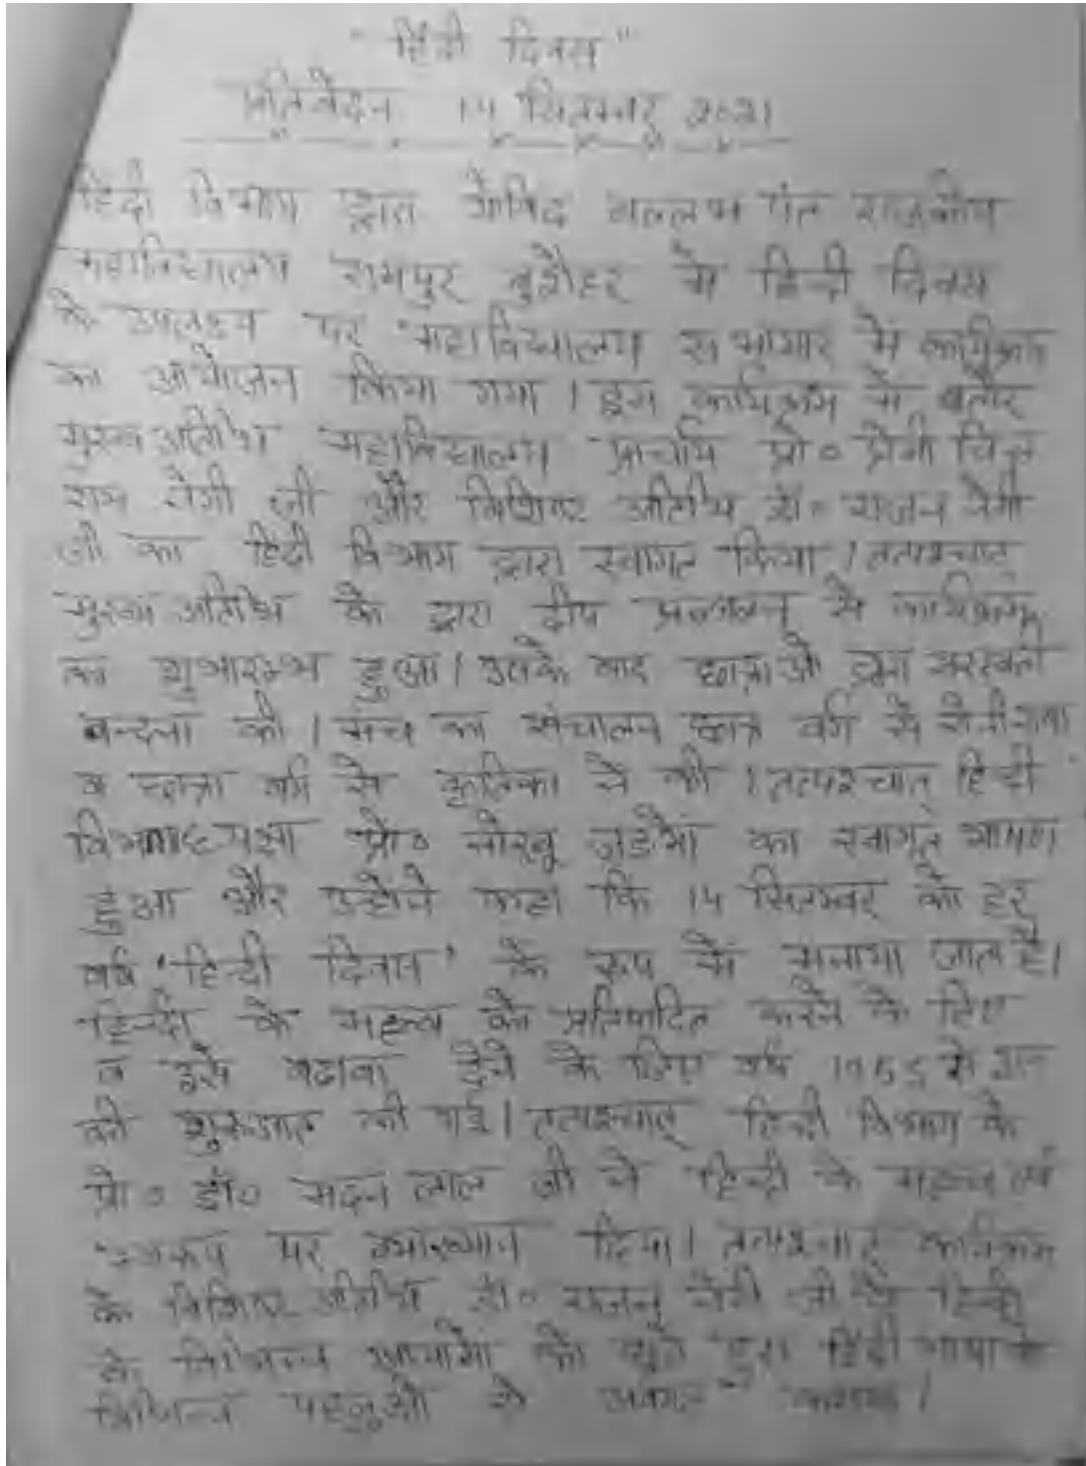 "हिंदी दिवस"
प्रतिवेदन 14 सितम्बर 2021
हिंदी विभाग द्वारा गोविंद वल्लभ पंत राजकीय
महाविद्यालय रामपुर बुशैहर में हिन्दी दिवस
के उपलक्ष्य पर महाविद्यालय सभागार में कार्यक्रम
का आयोजन किया गया। इस कार्यक्रम में बतौर
मुख्य अतिथि महाविद्यालय प्राचार्य प्रो०
राम नेगी जी और विशिष्ट अतिथि डॉ० राजन नेगी
जी का हिंदी विभाग द्वारा स्वागत किया। तत्पश्चात्
मुख्य अतिथि के द्वारा दीप प्रज्जवलन से कार्यक्रम
का शुभारम्भ हुआ। उसके बाद छात्राओं द्वारा सरस्वती
वन्दना की। मंच का संचालन छात्र वर्ग से
व छात्रा वर्ग से कृतिका ने की। तत्पश्चात् हिन्दी
विभागाध्यक्षा प्रो० का स्वागत भाषण
हुआ और उन्होंने कहा कि 14 सितम्बर को हर
वर्ष 'हिन्दी दिवस' के रूप में मनाया जाता है।
हिन्दी के महत्व को प्रतिपादित करने के लिए
व इसे बढावा देने के लिए वर्ष से इस
की शुरुआत की गई। तत्पश्चात् हिन्दी विभाग के
प्रो० डॉ० मदन लाल जी ने हिन्दी के महत्व एवं
स्वरूप पर व्याख्यान दिया। तत्पश्चात् कार्यक्रम
के विशिष्ट अतिथि डॉ० राजन नेगी जी ने हिन्दी
के विभिन्न आयामों को छूते हुए हिंदी भाषा के
विभिन्न पहलुओं से अवगत करवाया।